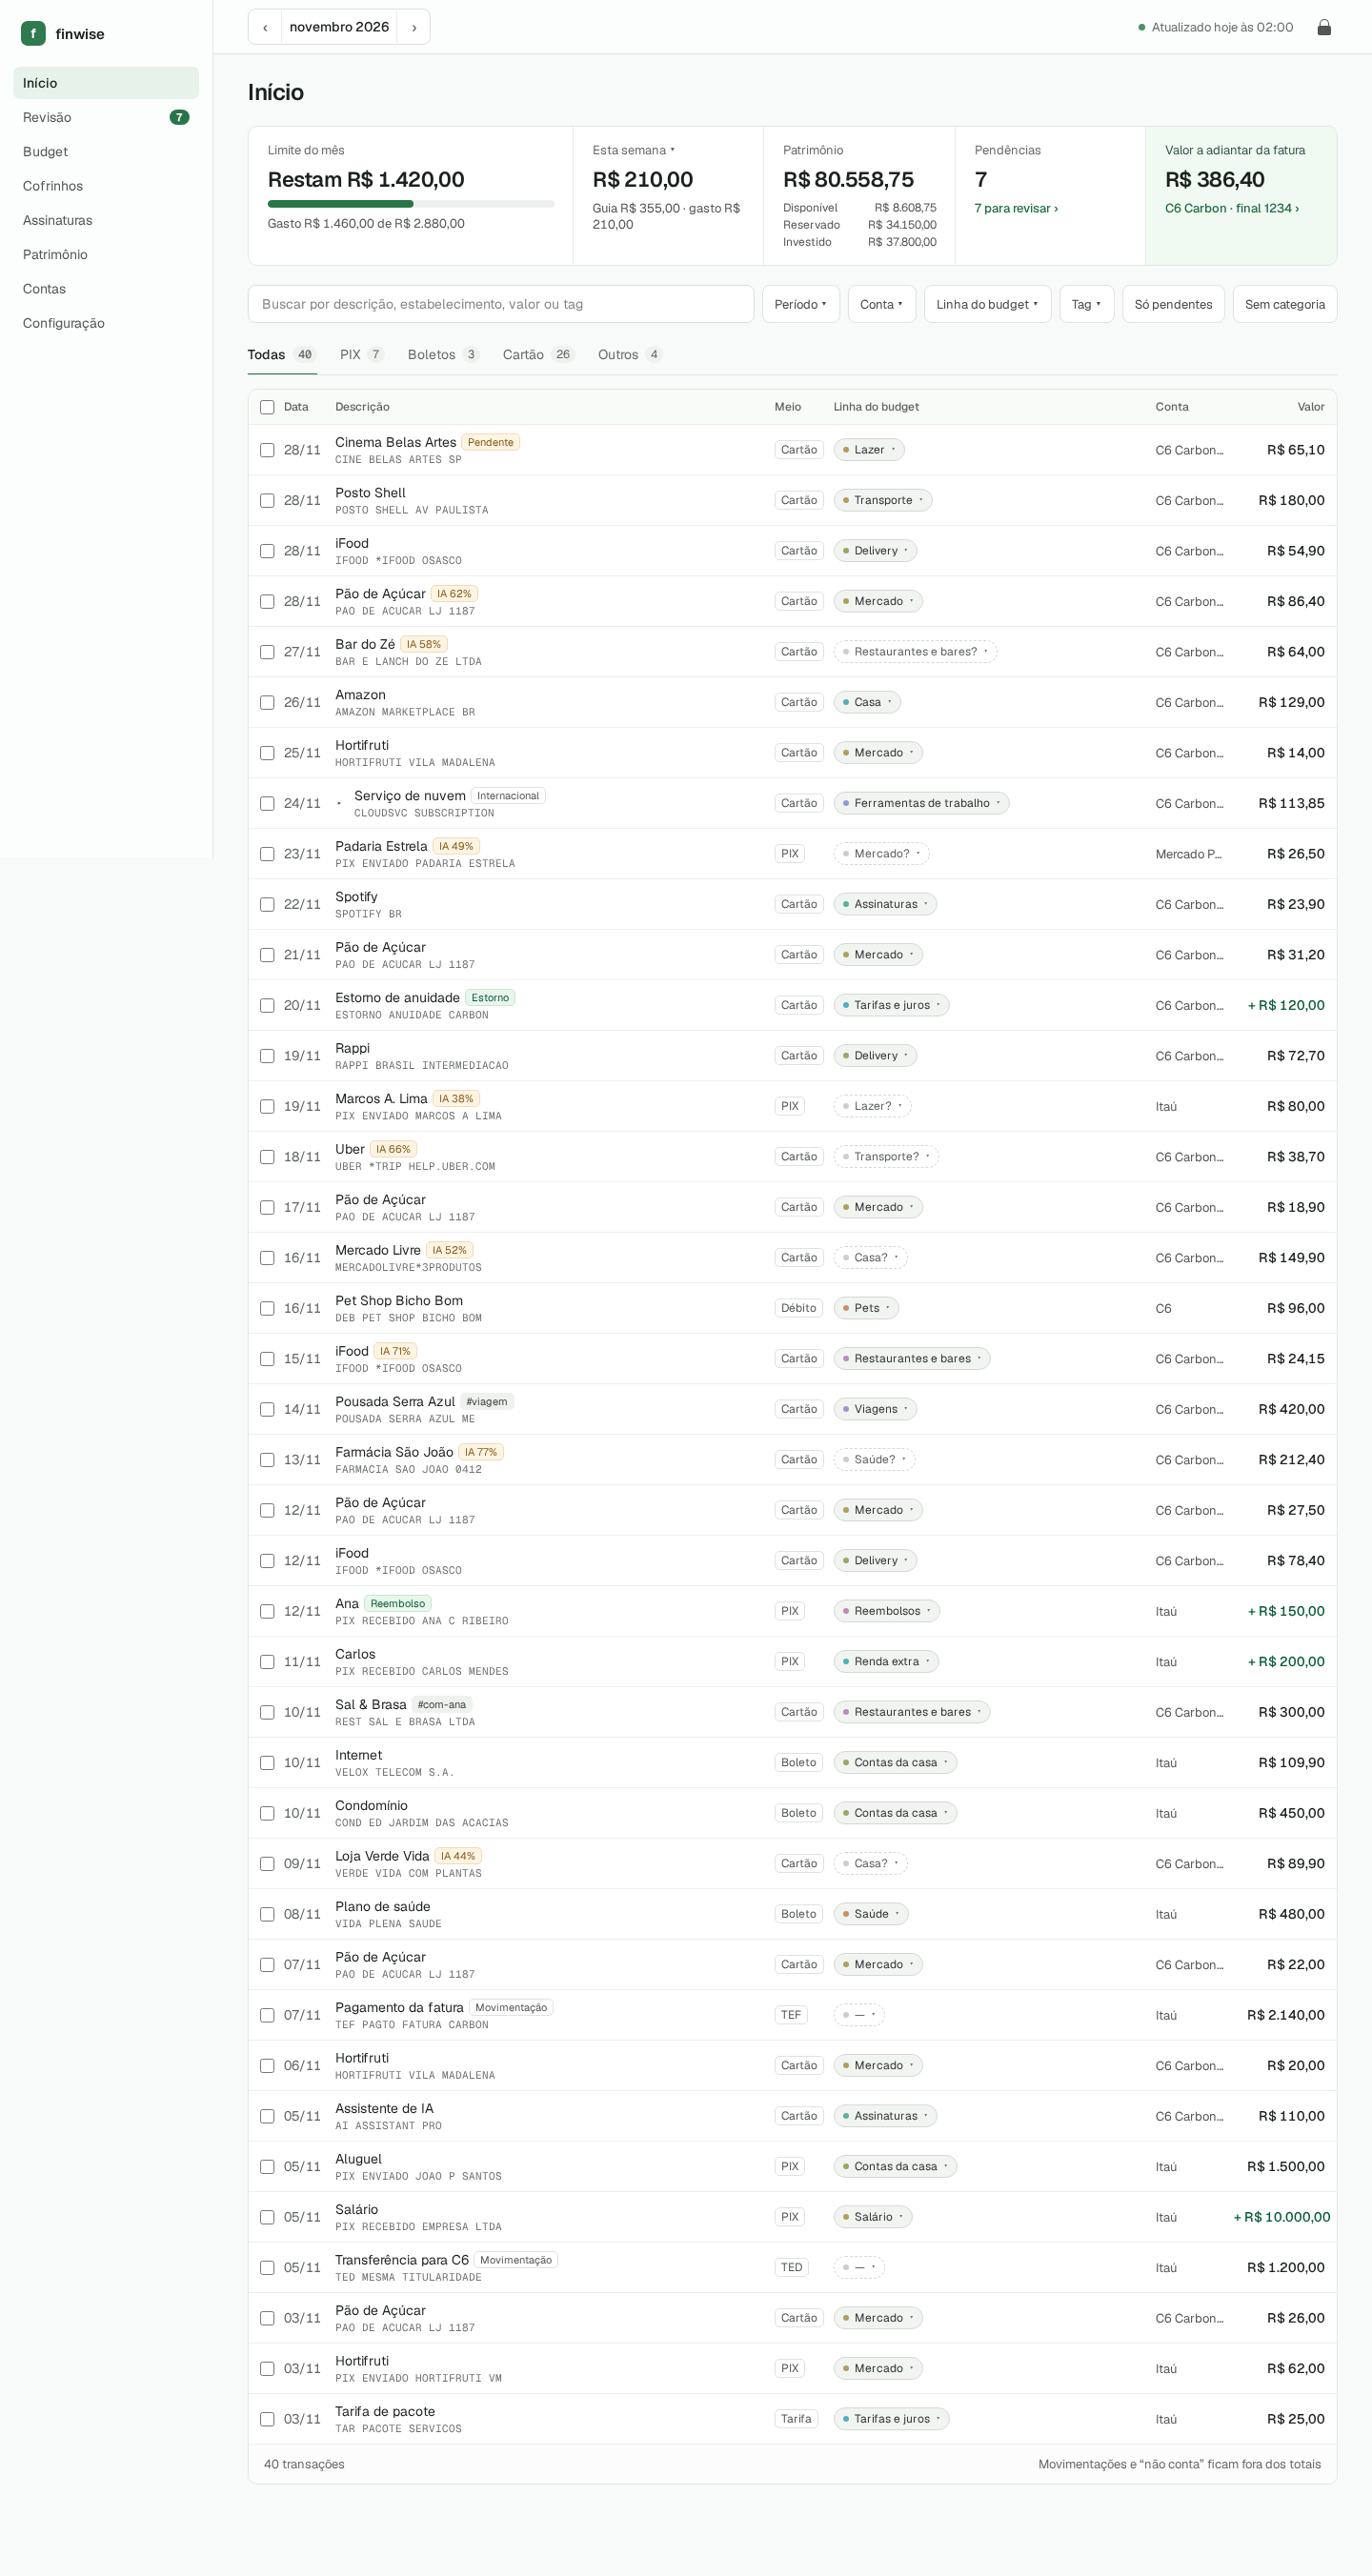 f finwise
Início
Revisão 7
Budget
Cofrinhos
Assinaturas
Patrimônio
Contas
Configuração
‹ novembro 2026 ›
Atualizado hoje às 02:00
Início
Limite do mês
Restam R$ 1.420,00
Gasto R$ 1.460,00 de R$ 2.880,00
Esta semana
R$ 210,00
Guia R$ 355,00 · gasto R$
210,00
Patrimônio
R$ 80.558,75
Disponível R$ 8.608,75
Reservado R$ 34.150,00
Investido R$ 37.800,00
Pendências
7
7 para revisar ›
Valor a adiantar da fatura
R$ 386,40
C6 Carbon · final 1234 ›
Buscar por descrição, estabelecimento, valor ou tag
Período Conta Linha do budget Tag Só pendentes Sem categoria
Todas 40 PIX 7 Boletos 3 Cartão 26 Outros 4
Data Descrição Meio Linha do budget Conta Valor
28/11 Cinema Belas Artes Pendente Cartão Lazer C6 Carbon… R$ 65,10
CINE BELAS ARTES SP
28/11 Posto Shell Cartão Transporte C6 Carbon… R$ 180,00
POSTO SHELL AV PAULISTA
28/11 iFood Cartão Delivery C6 Carbon… R$ 54,90
IFOOD *IFOOD OSASCO
28/11 Pão de Açúcar IA 62% Cartão Mercado C6 Carbon… R$ 86,40
PAO DE ACUCAR LJ 1187
27/11 Bar do Zé IA 58% Cartão Restaurantes e bares? C6 Carbon… R$ 64,00
BAR E LANCH DO ZE LTDA
26/11 Amazon Cartão Casa C6 Carbon… R$ 129,00
AMAZON MARKETPLACE BR
25/11 Hortifruti Cartão Mercado C6 Carbon… R$ 14,00
HORTIFRUTI VILA MADALENA
24/11 Serviço de nuvem Internacional Cartão Ferramentas de trabalho C6 Carbon… R$ 113,85
CLOUDSVC SUBSCRIPTION
23/11 Padaria Estrela IA 49% PIX Mercado? Mercado P… R$ 26,50
PIX ENVIADO PADARIA ESTRELA
22/11 Spotify Cartão Assinaturas C6 Carbon… R$ 23,90
SPOTIFY BR
21/11 Pão de Açúcar Cartão Mercado C6 Carbon… R$ 31,20
PAO DE ACUCAR LJ 1187
20/11 Estorno de anuidade Estorno Cartão Tarifas e juros C6 Carbon… + R$ 120,00
ESTORNO ANUIDADE CARBON
19/11 Rappi Cartão Delivery C6 Carbon… R$ 72,70
RAPPI BRASIL INTERMEDIACAO
19/11 Marcos A. Lima IA 38% PIX Lazer? Itaú R$ 80,00
PIX ENVIADO MARCOS A LIMA
18/11 Uber IA 66% Cartão Transporte? C6 Carbon… R$ 38,70
UBER *TRIP HELP.UBER.COM
17/11 Pão de Açúcar Cartão Mercado C6 Carbon… R$ 18,90
PAO DE ACUCAR LJ 1187
16/11 Mercado Livre IA 52% Cartão Casa? C6 Carbon… R$ 149,90
MERCADOLIVRE*3PRODUTOS
16/11 Pet Shop Bicho Bom Débito Pets C6 R$ 96,00
DEB PET SHOP BICHO BOM
15/11 iFood IA 71% Cartão Restaurantes e bares C6 Carbon… R$ 24,15
IFOOD *IFOOD OSASCO
14/11 Pousada Serra Azul #viagem Cartão Viagens C6 Carbon… R$ 420,00
POUSADA SERRA AZUL ME
13/11 Farmácia São João IA 77% Cartão Saúde? C6 Carbon… R$ 212,40
FARMACIA SAO JOAO 0412
12/11 Pão de Açúcar Cartão Mercado C6 Carbon… R$ 27,50
PAO DE ACUCAR LJ 1187
12/11 iFood Cartão Delivery C6 Carbon… R$ 78,40
IFOOD *IFOOD OSASCO
12/11 Ana Reembolso PIX Reembolsos Itaú + R$ 150,00
PIX RECEBIDO ANA C RIBEIRO
11/11 Carlos PIX Renda extra Itaú + R$ 200,00
PIX RECEBIDO CARLOS MENDES
10/11 Sal & Brasa #com-ana Cartão Restaurantes e bares C6 Carbon… R$ 300,00
REST SAL E BRASA LTDA
10/11 Internet Boleto Contas da casa Itaú R$ 109,90
VELOX TELECOM S.A.
10/11 Condomínio Boleto Contas da casa Itaú R$ 450,00
COND ED JARDIM DAS ACACIAS
09/11 Loja Verde Vida IA 44% Cartão Casa? C6 Carbon… R$ 89,90
VERDE VIDA COM PLANTAS
08/11 Plano de saúde Boleto Saúde Itaú R$ 480,00
VIDA PLENA SAUDE
07/11 Pão de Açúcar Cartão Mercado C6 Carbon… R$ 22,00
PAO DE ACUCAR LJ 1187
07/11 Pagamento da fatura Movimentação TEF — Itaú R$ 2.140,00
TEF PAGTO FATURA CARBON
06/11 Hortifruti Cartão Mercado C6 Carbon… R$ 20,00
HORTIFRUTI VILA MADALENA
05/11 Assistente de IA Cartão Assinaturas C6 Carbon… R$ 110,00
AI ASSISTANT PRO
05/11 Aluguel PIX Contas da casa Itaú R$ 1.500,00
PIX ENVIADO JOAO P SANTOS
05/11 Salário PIX Salário Itaú + R$ 10.000,00
PIX RECEBIDO EMPRESA LTDA
05/11 Transferência para C6 Movimentação TED — Itaú R$ 1.200,00
TED MESMA TITULARIDADE
03/11 Pão de Açúcar Cartão Mercado C6 Carbon… R$ 26,00
PAO DE ACUCAR LJ 1187
03/11 Hortifruti PIX Mercado Itaú R$ 62,00
PIX ENVIADO HORTIFRUTI VM
03/11 Tarifa de pacote Tarifa Tarifas e juros Itaú R$ 25,00
TAR PACOTE SERVICOS
40 transações Movimentações e “não conta” ficam fora dos totais